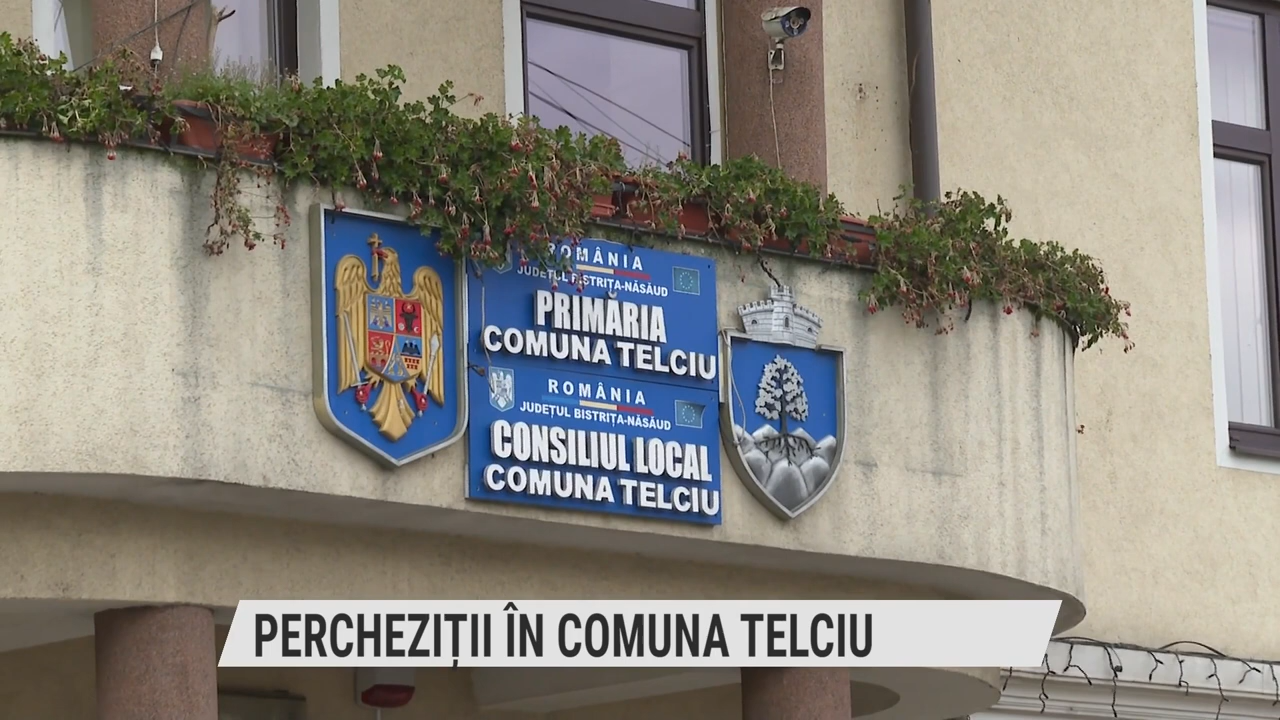 ROMÂNIA
JUDEȚUL BISTRIȚA-NĂSĂUD
PRIMĂRIA
COMUNA TELCIU
ROMÂNIA
JUDEȚUL BISTRIȚA-NĂSĂUD
CONSILIUL LOCAL
COMUNA TELCIU
PERCHEZIȚII ÎN COMUNA TELCIU